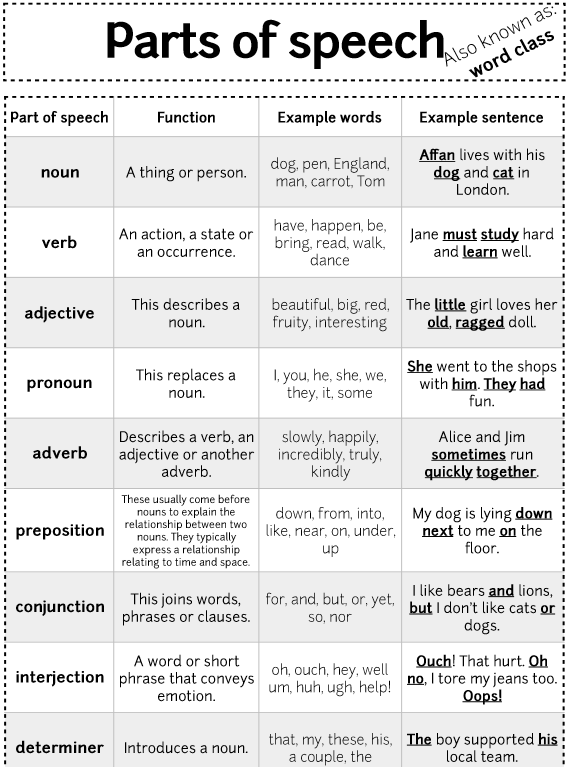 Parts of speech
Also known as:
word class
Part of speech
Function
Example words
Example sentence
noun
A thing or person.
dog, pen, England,
man, carrot, Tom
Affan lives with his
dog and cat in
London.
verb
An action, a state or
an occurrence.
have, happen, be,
bring, read, walk,
dance
Jane must study hard
and learn well.
adjective
This describes a
noun.
beautiful, big, red,
fruity, interesting
The little girl loves her
old, ragged doll.
pronoun
This replaces a
noun.
I, you, he, she, we,
they, it, some
She went to the shops
with him. They had
fun.
adverb
Describes a verb, an
adjective or another
adverb.
slowly, happily,
incredibly, truly,
kindly
Alice and Jim
sometimes run
quickly together.
preposition
These usually come before
nouns to explain the
relationship between two
nouns. They typically
express a relationship
relating to time and space.
down, from, into,
like, near, on, under,
up
My dog is lying down
next to me on the
floor.
conjunction
This joins words,
phrases or clauses.
for, and, but, or, yet,
so, nor
I like bears and lions,
but I don't like cats or
dogs.
interjection
A word or short
phrase that conveys
emotion.
oh, ouch, hey, well
um, huh, ugh, help!
Ouch! That hurt. Oh
no, I tore my jeans too.
Oops!
determiner
Introduces a noun.
that, my, these, his,
a couple, the
The boy supported his
local team.